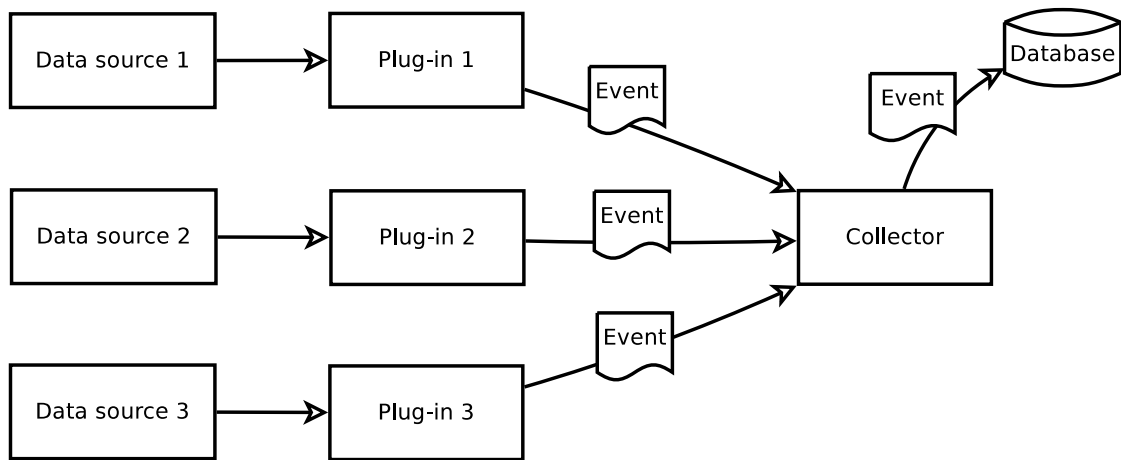 Data source 1
Plug-in 1
Event
Event
Database
Data source 2
Plug-in 2
Event
Collector
Data source 3
Plug-in 3
Event